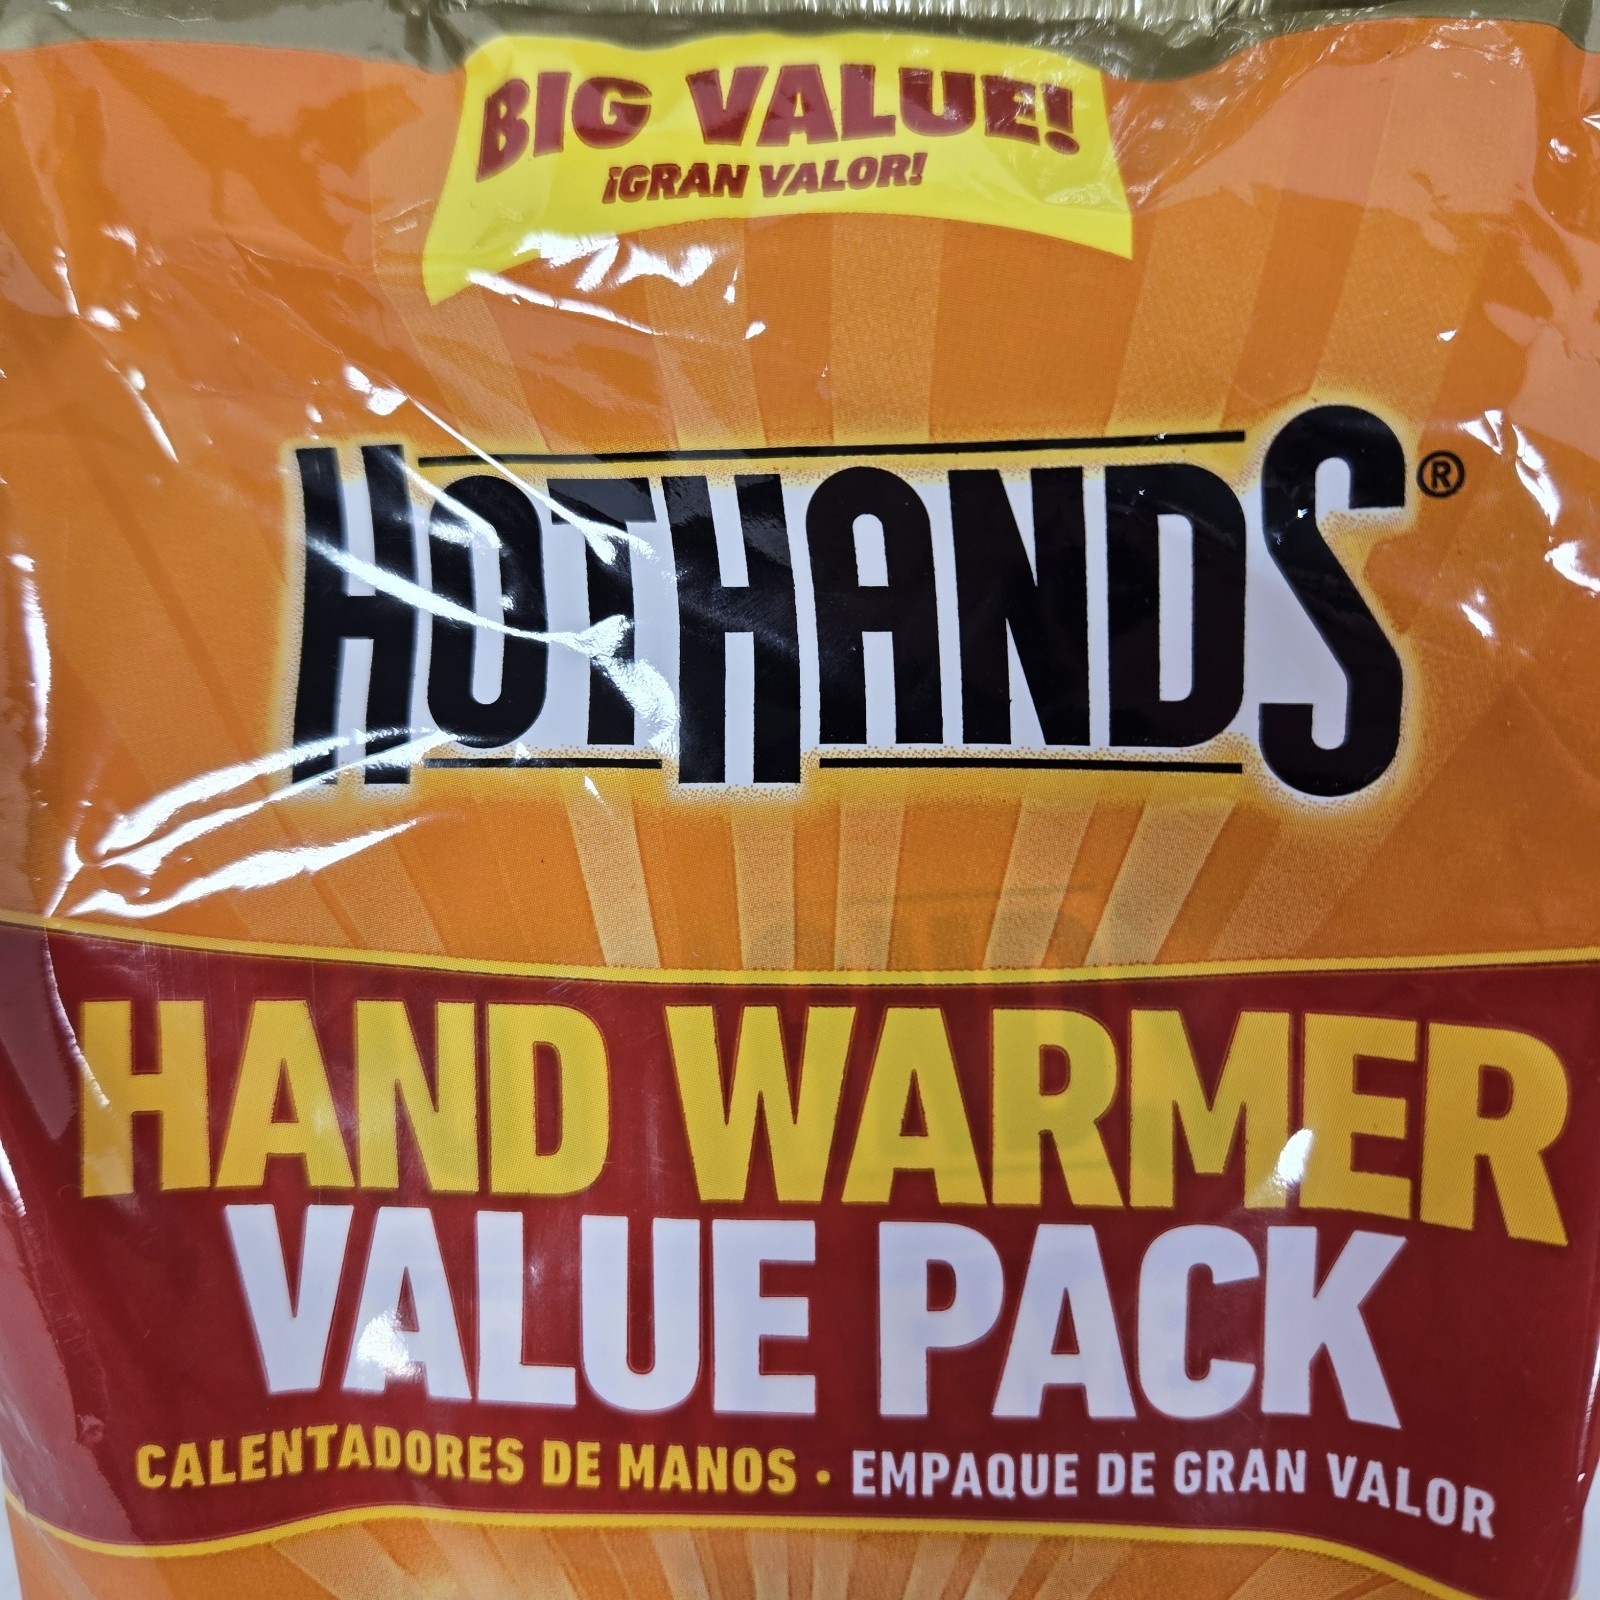 BIG VALUE!
¡GRAN VALOR!
HOTHANDS®
HAND WARMER
VALUE PACK
CALENTADORES DE MANOS · EMPAQUE DE GRAN VALOR